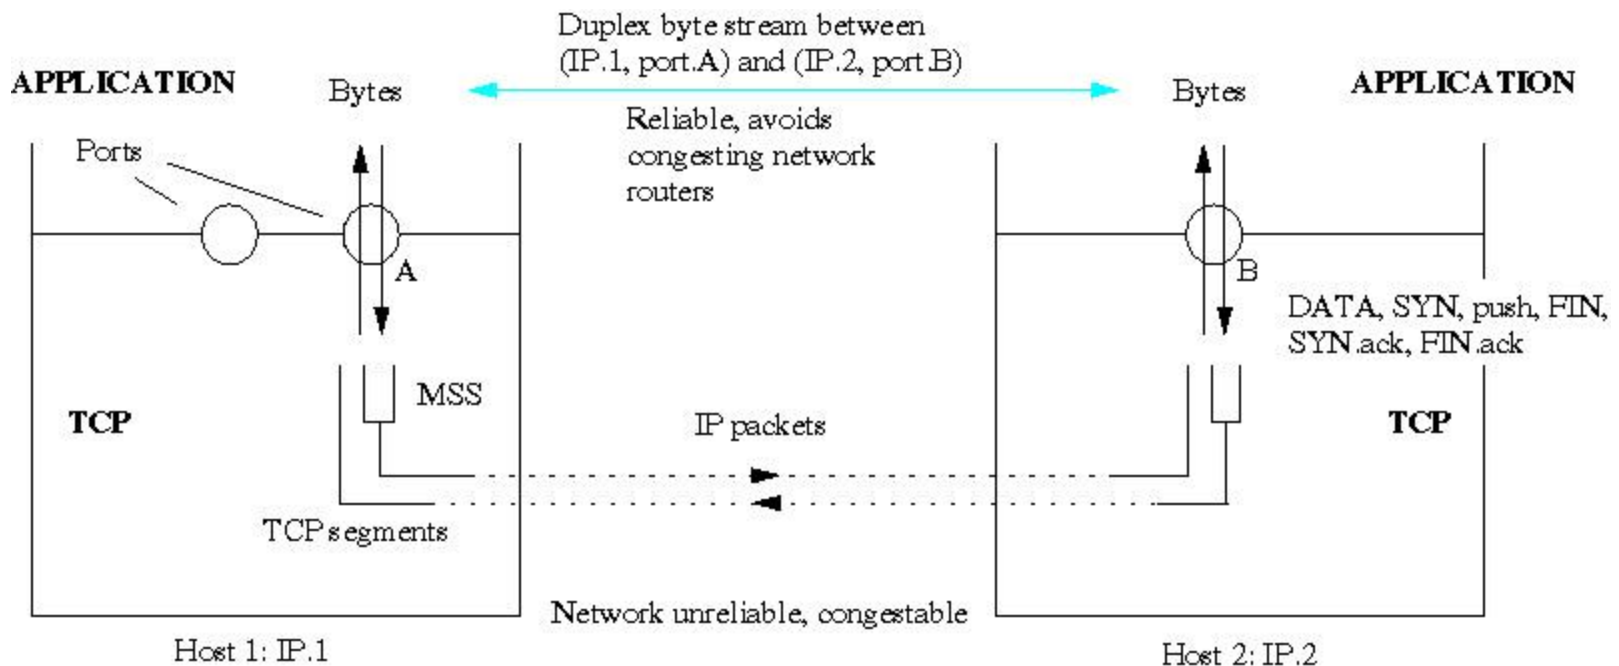 Duplex byte stream between
(IP.1, port.A) and (IP.2, port.B)
APPLICATION
Bytes
Bytes
APPLICATION
Reliable, avoids
congesting network
routers
Ports
A
B
DATA, SYN, push, FIN,
SYN.ack, FIN.ack
MSS
TCP
IP packets
TCP
TCP segments
Network unreliable, congestable
Host 1: IP.1
Host 2: IP.2